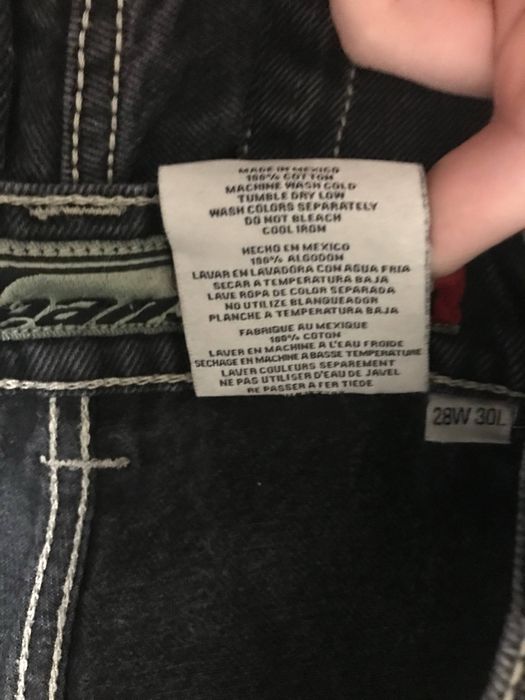 MADE IN MEXICO
100% COTTON
MACHINE WASH COLD
TUMBLE DRY LOW
WASH COLORS SEPARATELY
DO NOT BLEACH
COOL IRON
HECHO EN MEXICO
100% ALGODON
LAVAR EN LAVADORA CON AGUA FRIA
SECAR A TEMPERATURA BAJA
LAVE ROPA DE COLOR SEPARADA
NO UTILIZE BLANQUEADOR
PLANCHE A TEMPERATURA BAJA
FABRIQUE AU MEXIQUE
100% COTON
LAVER EN MACHINE A L'EAU FROIDE
SECHAGE EN MACHINE A BASSE TEMPERATURE
LAVER COULEURS SEPAREMENT
NE PAS UTILISER D'EAU DE JAVEL
RE PASSER A FER TIEDE
28W 30L